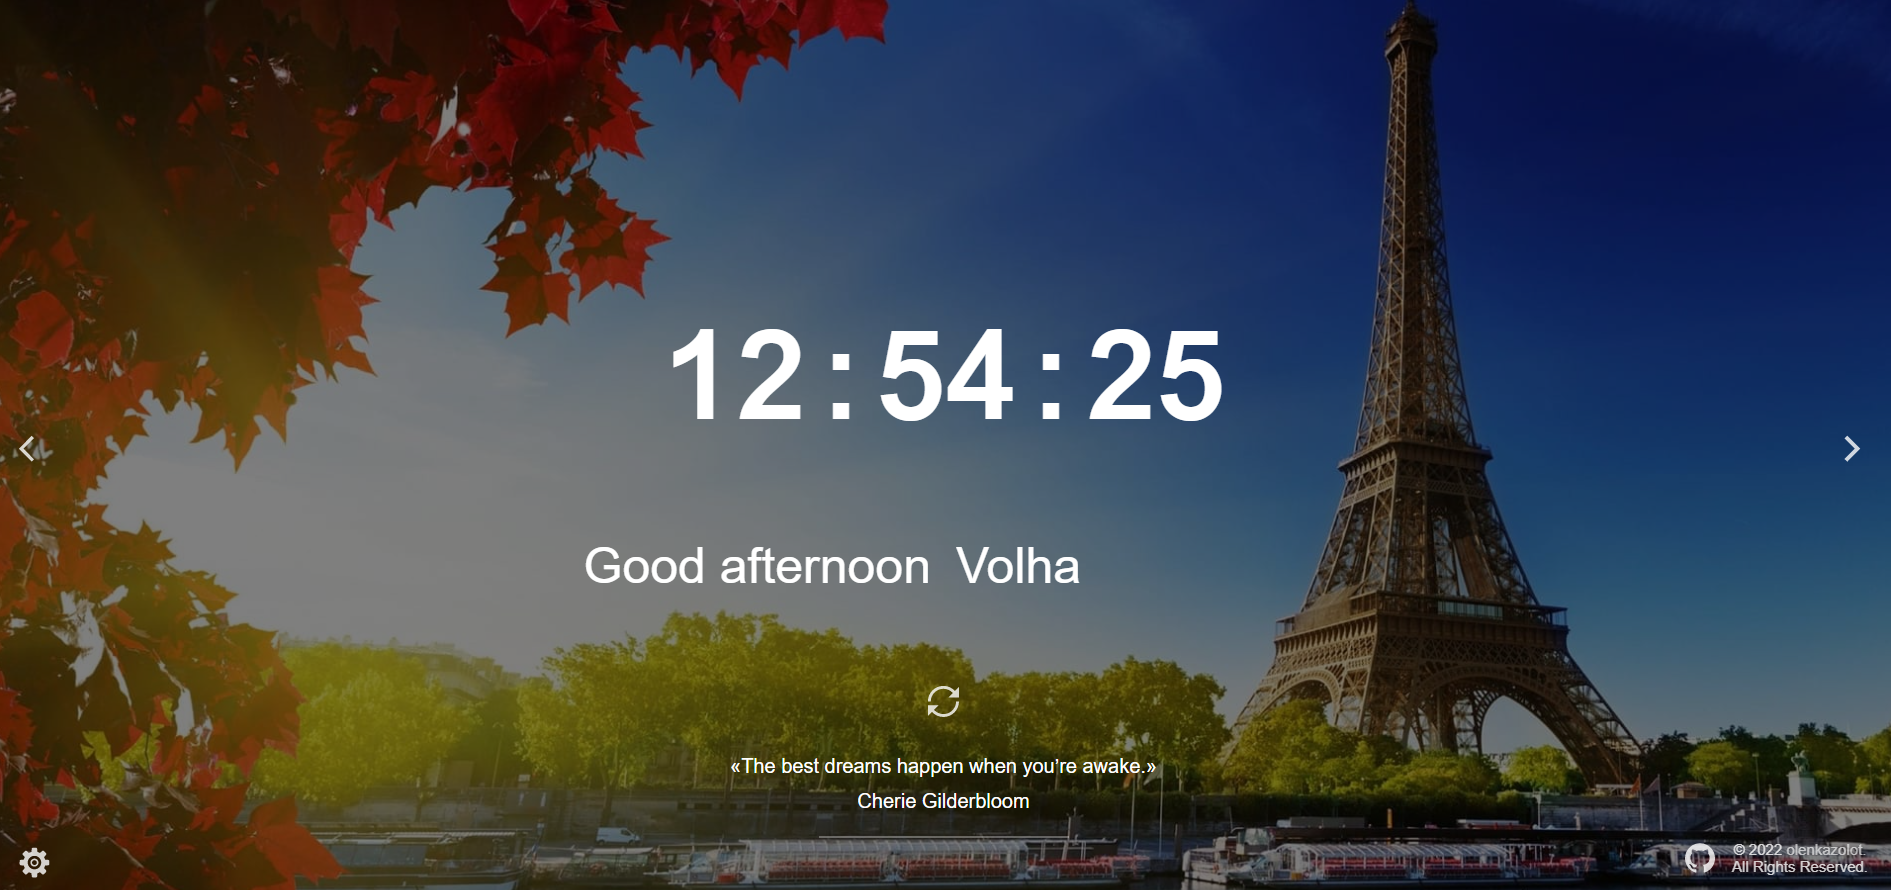 12:54:25
Good afternoon Volha
«The best dreams happen when you’re awake.»
Cherie Gilderbloom
© 2022 olenkazolot.
All Rights Reserved.